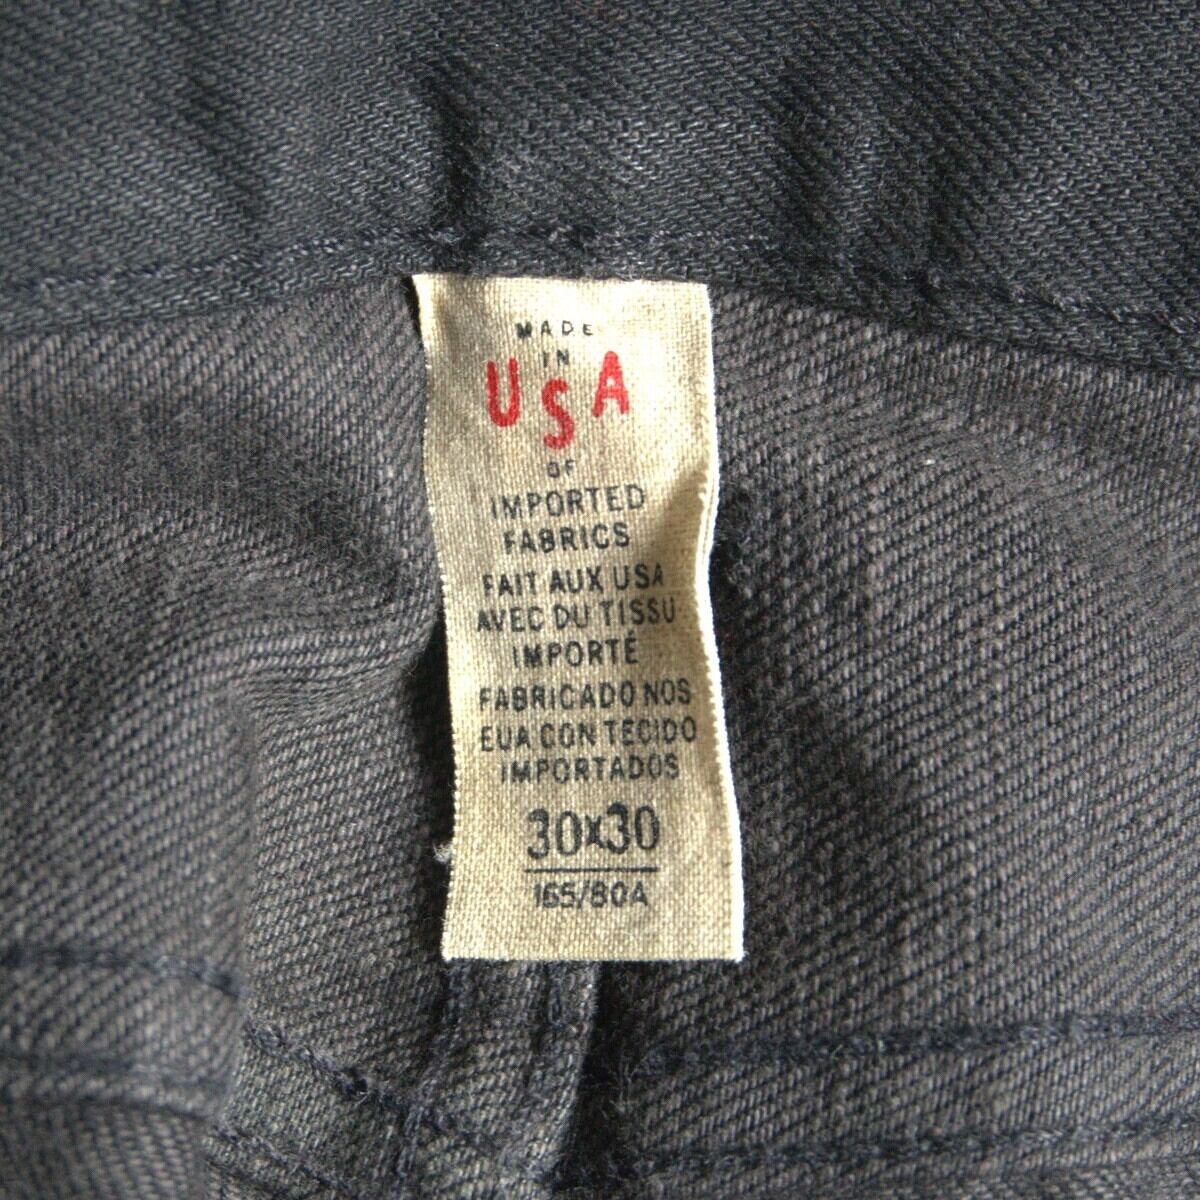 MADE
IN
USA
OF
IMPORTED
FABRICS
FAIT AUX USA
AVEC DU TISSU
IMPORTÉ
FABRICADO NOS
EUA CON TECIDO
IMPORTADOS
30x30
165/80A